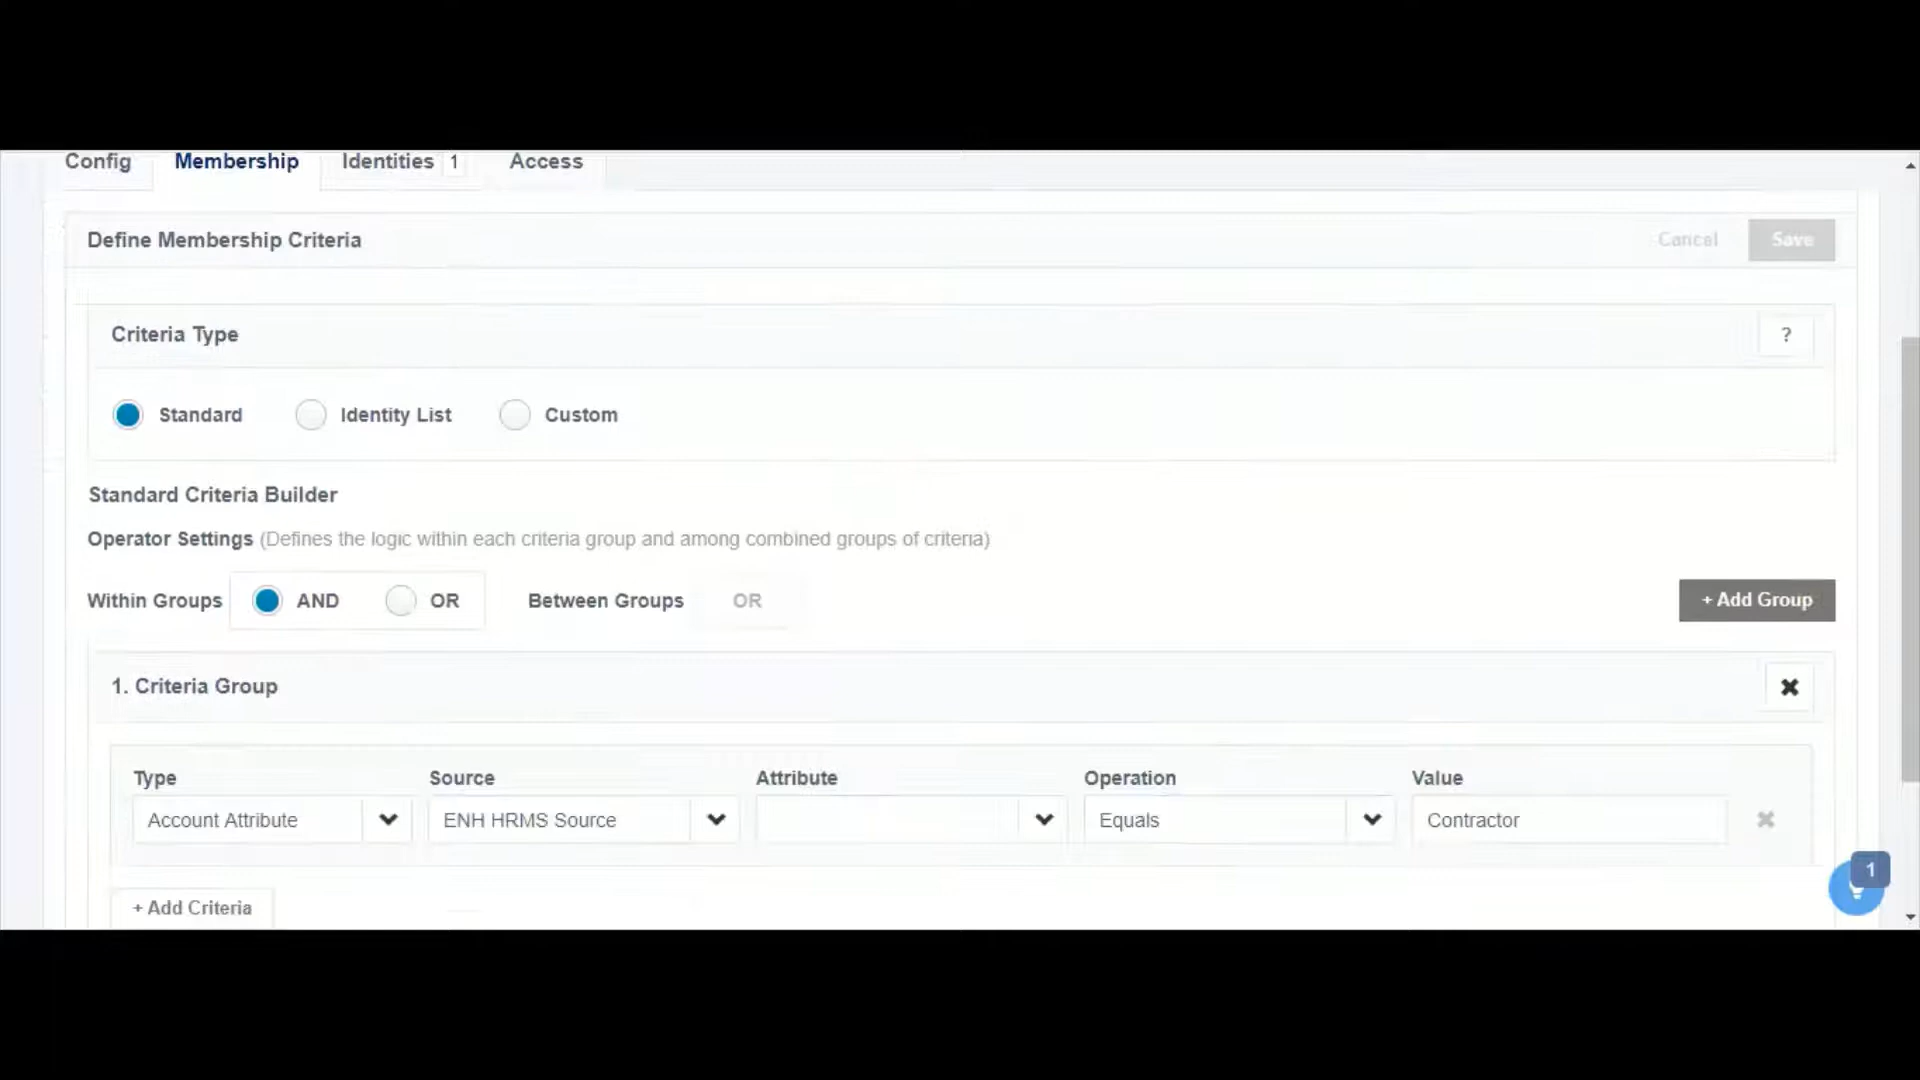 Config Membership Identities 1 Access
Define Membership Criteria Cancel Save
Criteria Type ?
Standard Identity List Custom
Standard Criteria Builder
Operator Settings (Defines the logic within each criteria group and among combined groups of criteria)
Within Groups AND OR Between Groups OR + Add Group
1. Criteria Group
Type Source Attribute Operation Value
Account Attribute ENH HRMS Source Equals Contractor
1
+ Add Criteria